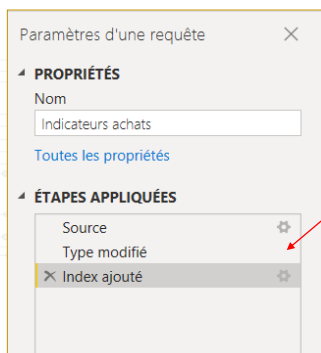 Paramètres d'une requête
PROPRIÉTÉS
Nom
Indicateurs achats
Toutes les propriétés
ÉTAPES APPLIQUÉES
Source
Type modifié
Index ajouté